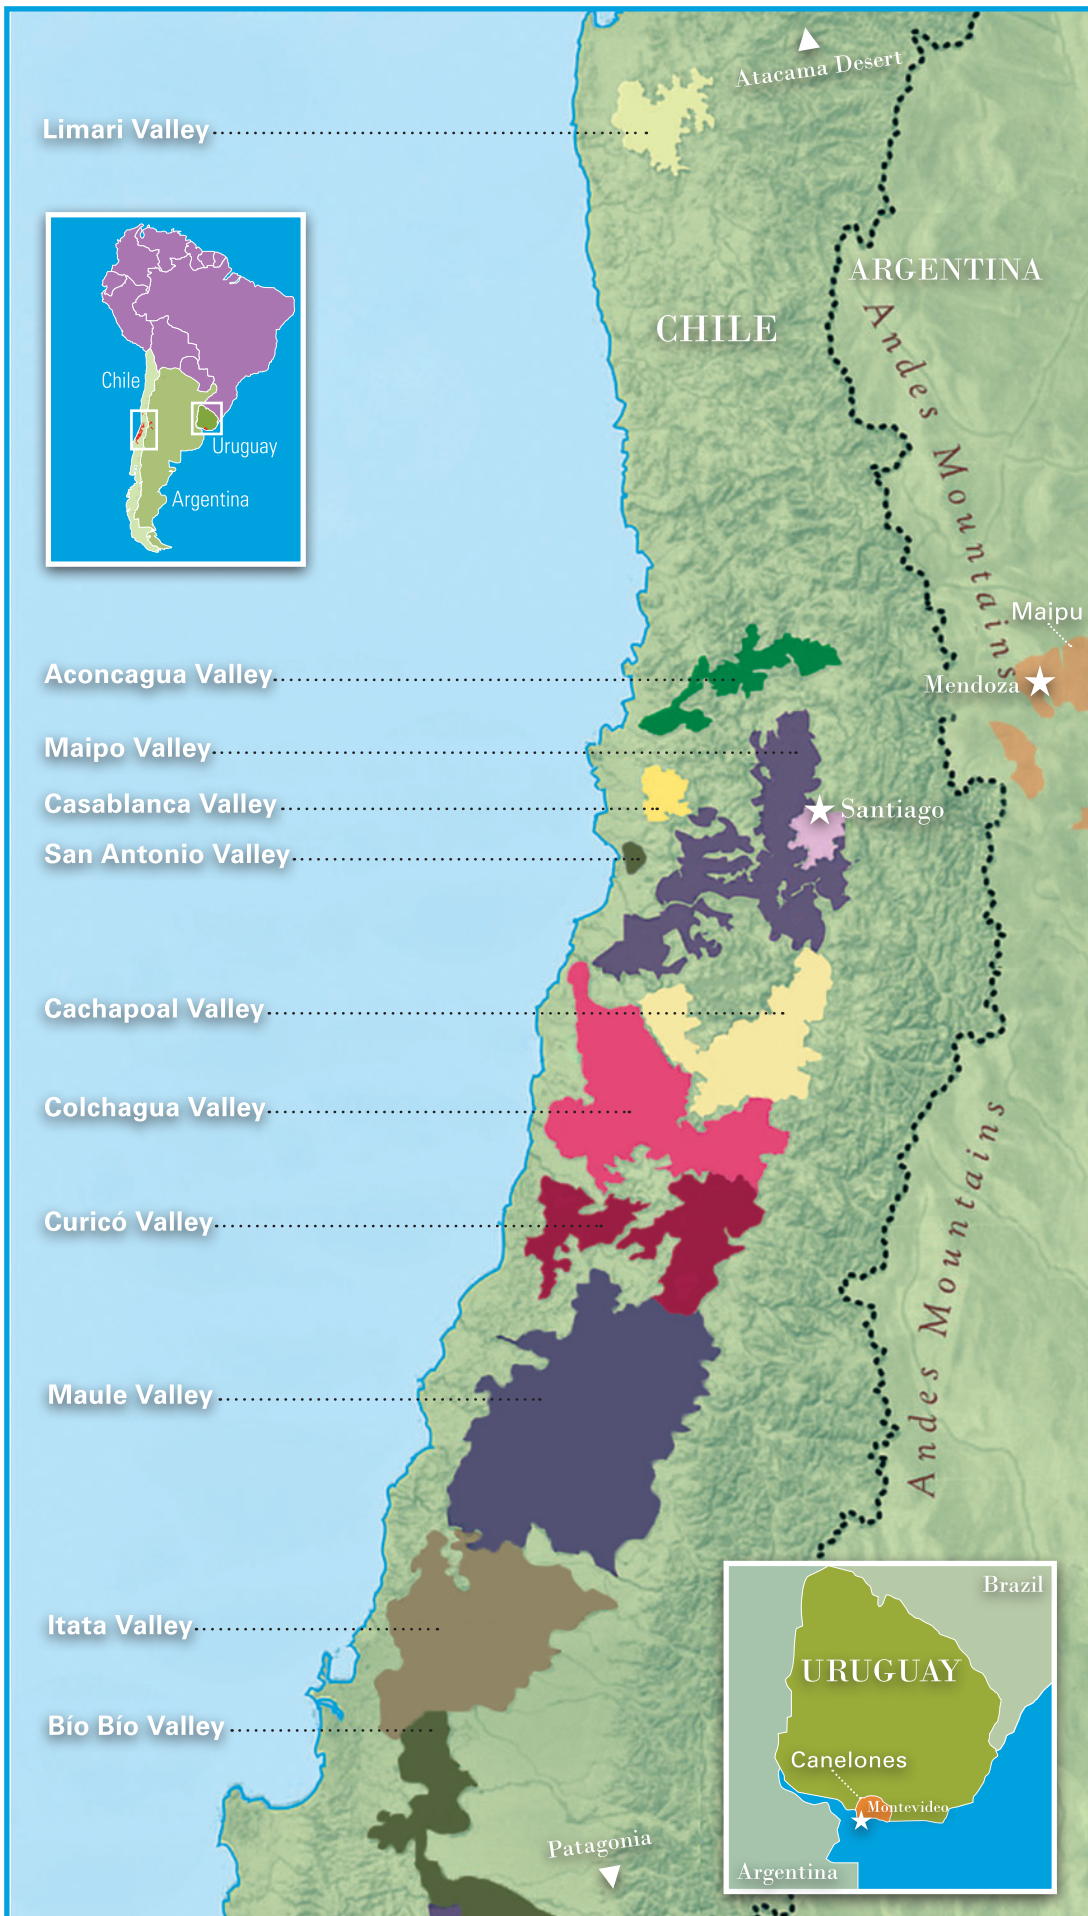 Atacama Desert
Limari Valley
ARGENTINA
CHILE
Andes Mountains
Chile
Uruguay
Argentina
Maipu
Aconcagua Valley
Mendoza
Maipo Valley
Casablanca Valley
Santiago
San Antonio Valley
Cachapoal Valley
Colchagua Valley
Andes Mountains
Curicó Valley
Maule Valley
Itata Valley
Bío Bío Valley
Patagonia
Brazil
URUGUAY
Canelones
Montevideo
Argentina